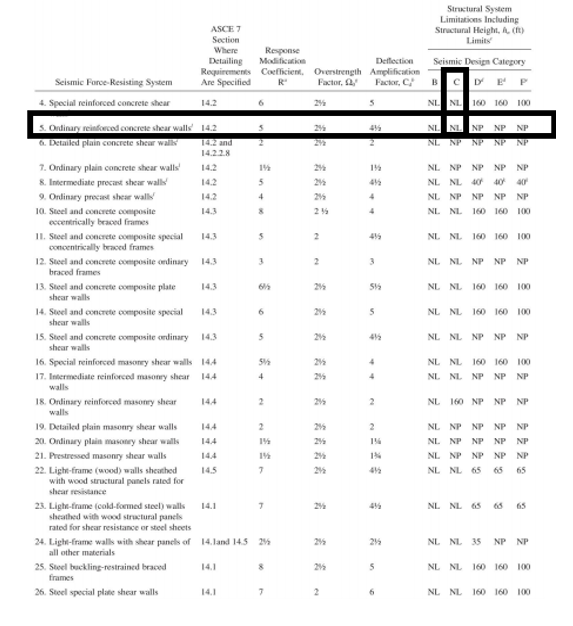 Structural System
Limitations Including
Structural Height, hₙ (ft)
Limitsᶜ
ASCE 7
Section
Where
Detailing
Requirements
Are Specified
Response
Modification
Coefficient,
Rᵃ
Overstrength
Factor, Ω₀ᵍ
Deflection
Amplification
Factor, C_dᵇ
Seismic Design Category
Seismic Force-Resisting System B C Dᵈ Eᵈ Fᵉ
4. Special reinforced concrete shear 14.2 6 2½ 5 NL NL 160 160 100
5. Ordinary reinforced concrete shear wallsˡ 14.2 5 2½ 4½ NL NL NP NP NP
6. Detailed plain concrete shear wallsˡ 14.2 and 2 2½ 2 NL NP NP NP NP
14.2.2.8
7. Ordinary plain concrete shear wallsˡ 14.2 1½ 2½ 1½ NL NP NP NP NP
8. Intermediate precast shear wallsˡ 14.2 5 2½ 4½ NL NL 40ᵏ 40ᵏ 40ᵏ
9. Ordinary precast shear wallsˡ 14.2 4 2½ 4 NL NP NP NP NP
10. Steel and concrete composite 14.3 8 2 ½ 4 NL NL 160 160 100
eccentrically braced frames
11. Steel and concrete composite special 14.3 5 2 4½ NL NL 160 160 100
concentrically braced frames
12. Steel and concrete composite ordinary 14.3 3 2 3 NL NL NP NP NP
braced frames
13. Steel and concrete composite plate 14.3 6½ 2½ 5½ NL NL 160 160 100
shear walls
14. Steel and concrete composite special 14.3 6 2½ 5 NL NL 160 160 100
shear walls
15. Steel and concrete composite ordinary 14.3 5 2½ 4½ NL NL NP NP NP
shear walls
16. Special reinforced masonry shear walls 14.4 5½ 2½ 4 NL NL 160 160 100
17. Intermediate reinforced masonry shear 14.4 4 2½ 4 NL NL NP NP NP
walls
18. Ordinary reinforced masonry shear 14.4 2 2½ 2 NL 160 NP NP NP
walls
19. Detailed plain masonry shear walls 14.4 2 2½ 2 NL NP NP NP NP
20. Ordinary plain masonry shear walls 14.4 1½ 2½ 1¼ NL NP NP NP NP
21. Prestressed masonry shear walls 14.4 1½ 2½ 1¾ NL NP NP NP NP
22. Light-frame (wood) walls sheathed 14.5 7 2½ 4½ NL NL 65 65 65
with wood structural panels rated for
shear resistance
23. Light-frame (cold-formed steel) walls 14.1 7 2½ 4½ NL NL 65 65 65
sheathed with wood structural panels
rated for shear resistance or steel sheets
24. Light-frame walls with shear panels of 14.1and 14.5 2½ 2½ 2½ NL NL 35 NP NP
all other materials
25. Steel buckling-restrained braced 14.1 8 2½ 5 NL NL 160 160 100
frames
26. Steel special plate shear walls 14.1 7 2 6 NL NL 160 160 100